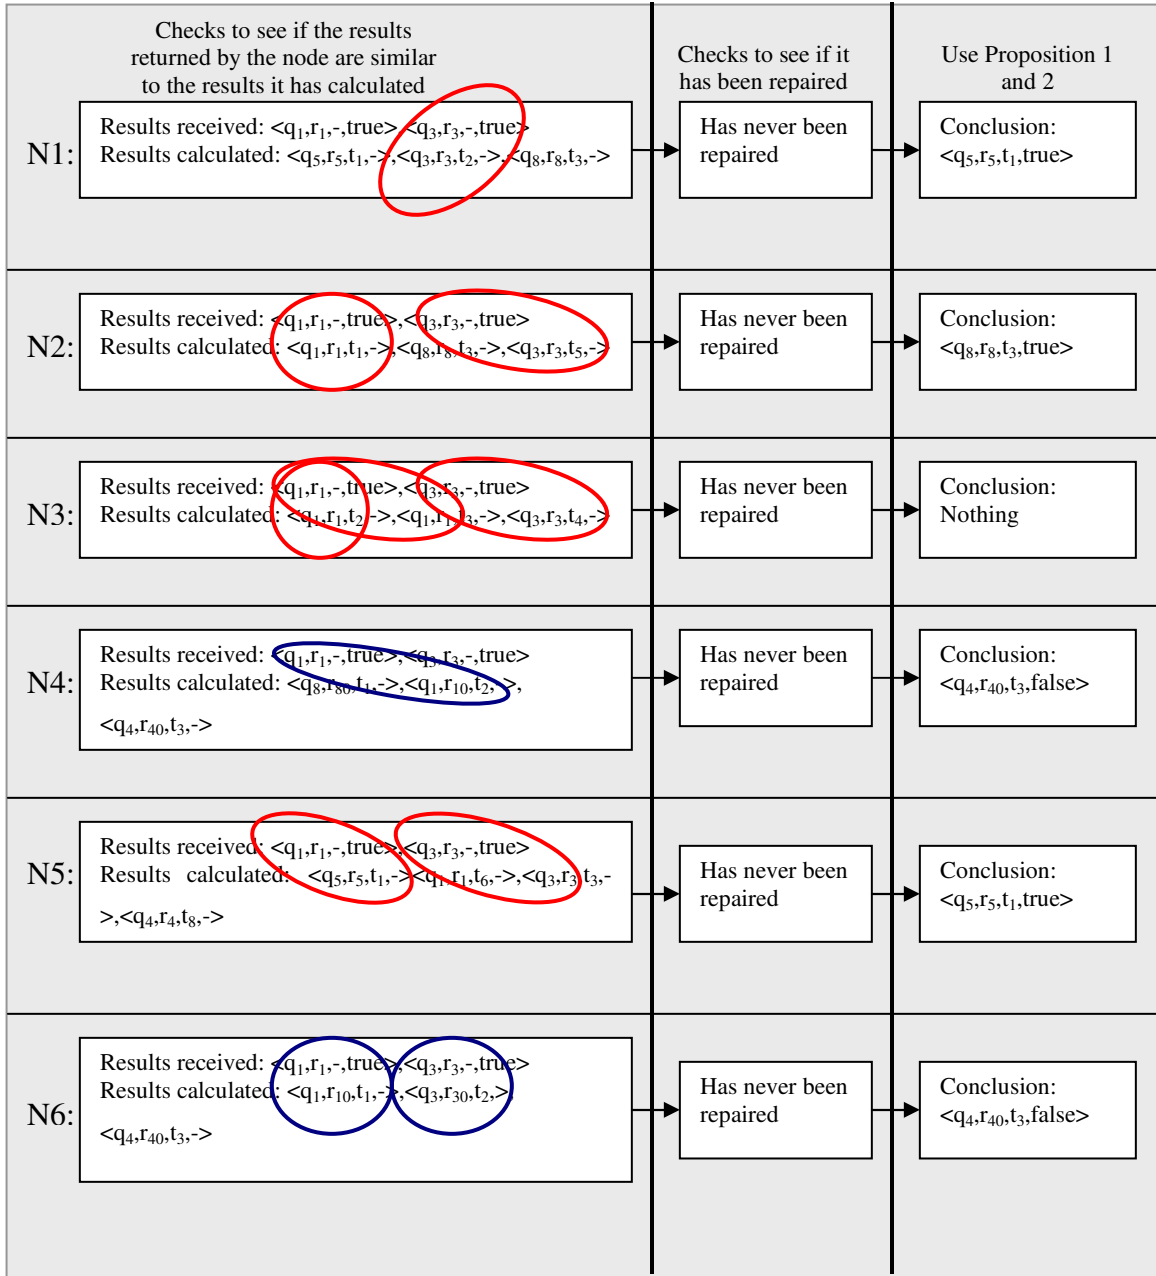 Checks to see if the results
returned by the node are similar
to the results it has calculated
Checks to see if it
has been repaired
Use Proposition 1
and 2
N1:
Results received: <q₁,r₁,-,true>,<q₃,r₃,-,true>
Results calculated: <q₅,r₅,t₁,->,<q₃,r₃,t₂,->,<q₈,r₈,t₃,->
Has never been
repaired
Conclusion:
<q₅,r₅,t₁,true>
N2:
Results received: <q₁,r₁,-,true>,<q₃,r₃,-,true>
Results calculated: <q₁,r₁,t₁,->,<q₈,r₈,t₃,->,<q₃,r₃,t₅,->
Has never been
repaired
Conclusion:
<q₈,r₈,t₃,true>
N3:
Results received: <q₁,r₁,-,true>,<q₃,r₃,-,true>
Results calculated: <q₁,r₁,t₂,->,<q₁,r₁,t₃,->,<q₃,r₃,t₄,->
Has never been
repaired
Conclusion:
Nothing
N4:
Results received: <q₁,r₁,-,true>,<q₃,r₃,-,true>
Results calculated: <q₈,r₈₀,t₁,->,<q₁,r₁₀,t₂,->,
<q₄,r₄₀,t₃,->
Has never been
repaired
Conclusion:
<q₄,r₄₀,t₃,false>
N5:
Results received: <q₁,r₁,-,true>,<q₃,r₃,-,true>
Results calculated: <q₅,r₅,t₁,->,<q₁,r₁,t₆,->,<q₃,r₃,t₃,-
>,<q₄,r₄,t₈,->
Has never been
repaired
Conclusion:
<q₅,r₅,t₁,true>
N6:
Results received: <q₁,r₁,-,true>,<q₃,r₃,-,true>
Results calculated: <q₁,r₁₀,t₁,->,<q₃,r₃₀,t₂,>,
<q₄,r₄₀,t₃,->
Has never been
repaired
Conclusion:
<q₄,r₄₀,t₃,false>